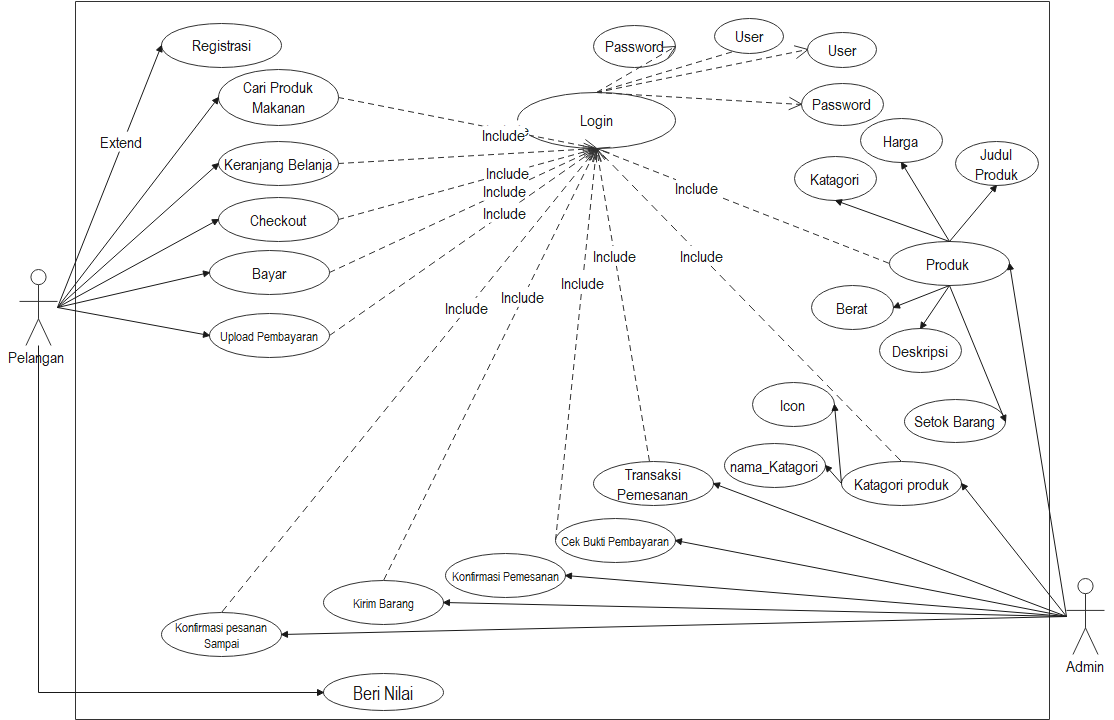 Registrasi
Password
User
User
Cari Produk
Makanan
Password
Login
Include
Extend
Harga
Judul
Produk
Keranjang Belanja
Katagori
Include
Include
Include
Include
Checkout
Include
Include
Include
Produk
Bayar
Include
Include
Include
Berat
Upload Pembayaran
Deskripsi
Pelangan
Icon
Setok Barang
nama_Katagori
Transaksi
Pemesanan
Katagori produk
Cek Bukti Pembayaran
Konfirmasi Pemesanan
Kirim Barang
Konfirmasi pesanan
Sampai
Admin
Beri Nilai